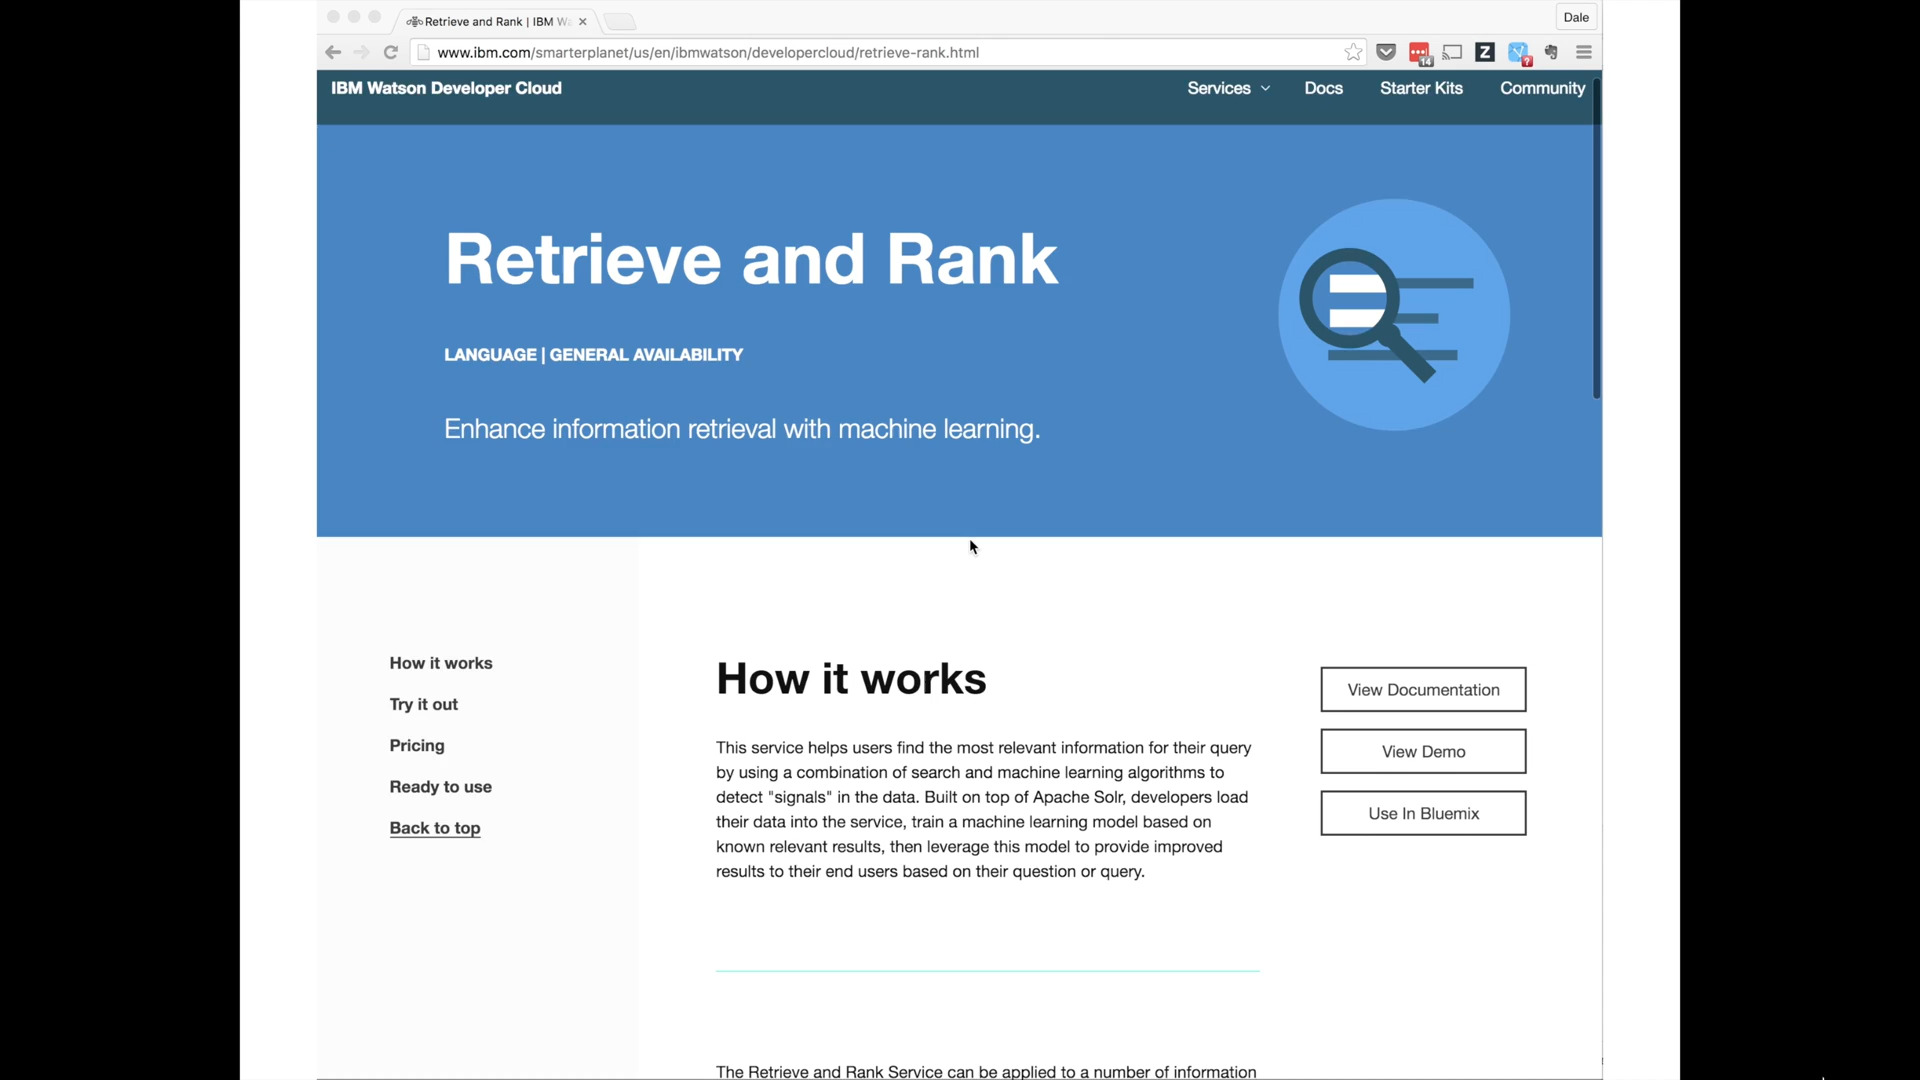 Retrieve and Rank | IBM W
Dale
www.ibm.com/smarterplanet/us/en/ibmwatson/developercloud/retrieve-rank.html
14
Z
?
IBM Watson Developer Cloud
Services
Docs
Starter Kits
Community
Retrieve and Rank
LANGUAGE | GENERAL AVAILABILITY
Enhance information retrieval with machine learning.
How it works
Try it out
Pricing
Ready to use
Back to top
How it works
This service helps users find the most relevant information for their query
by using a combination of search and machine learning algorithms to
detect "signals" in the data. Built on top of Apache Solr, developers load
their data into the service, train a machine learning model based on
known relevant results, then leverage this model to provide improved
results to their end users based on their question or query.
The Retrieve and Rank Service can be applied to a number of information
View Documentation
View Demo
Use In Bluemix